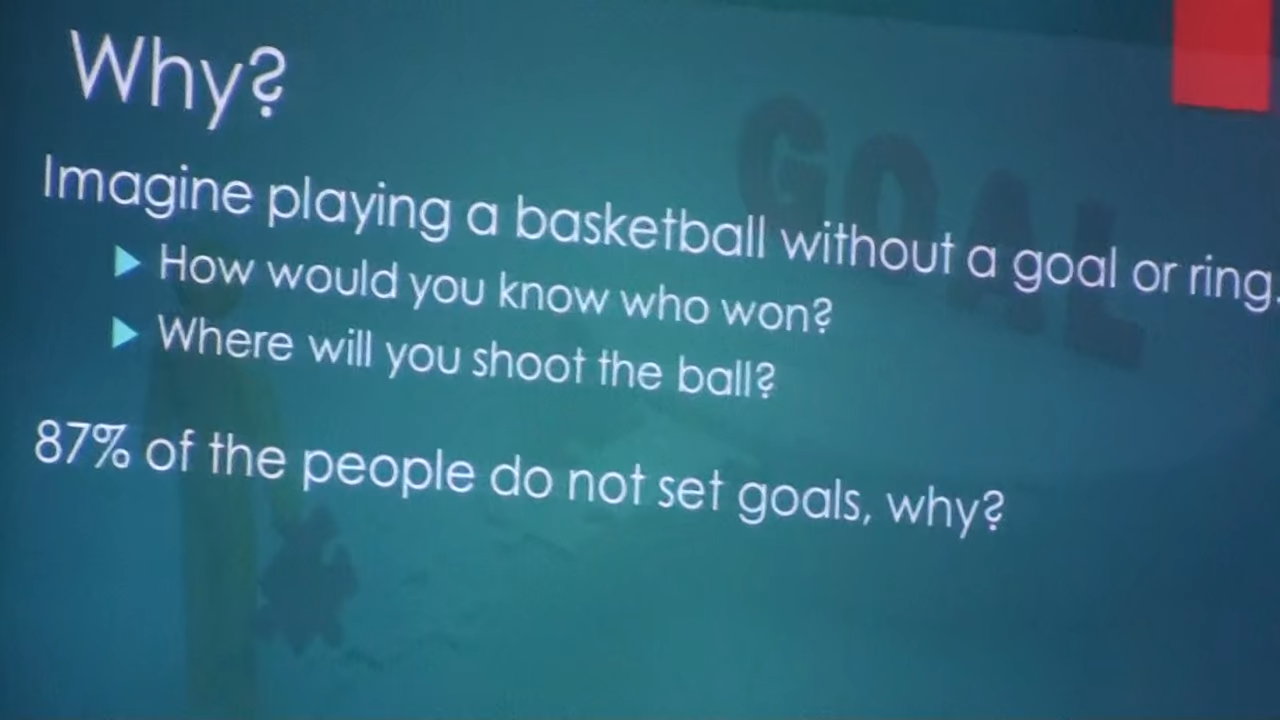 Why?
GOAL
Imagine playing a basketball without a goal or ring.
How would you know who won?
Where will you shoot the ball?
87% of the people do not set goals, why?